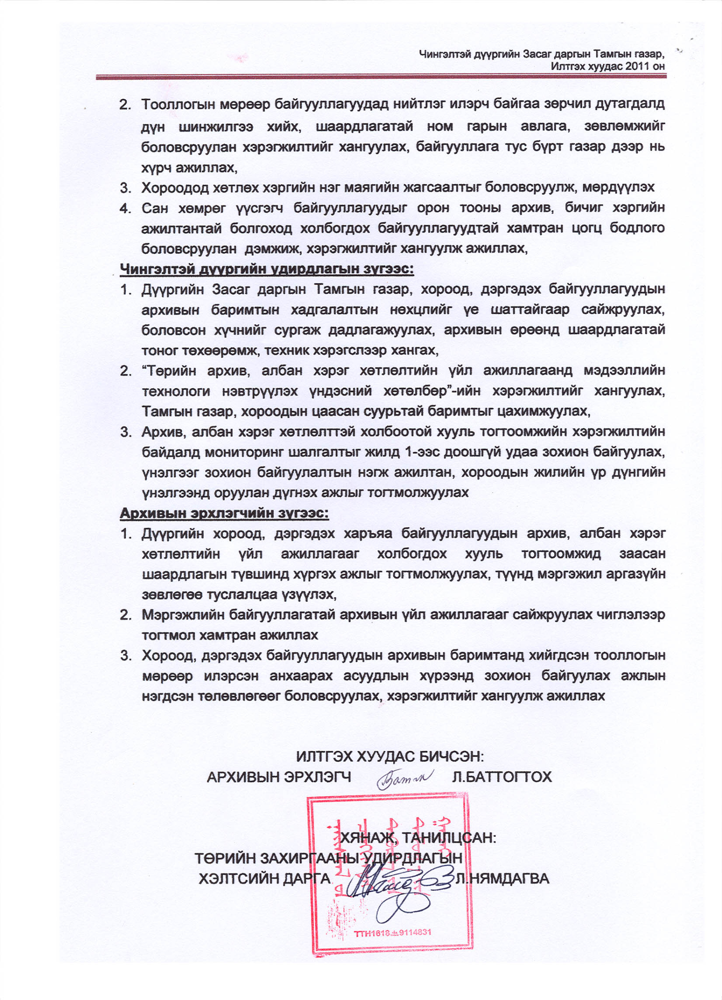 Чингэлтэй дүүргийн Засаг даргын Тамгын газар,
Илтгэх хуудас 2011 он
2. Тооллогын мөрөөр байгууллагуудад нийтлэг илэрч байгаа зөрчил дутагдалд
дүн шинжилгээ хийх, шаардлагатай ном гарын авлага, зөвлөмжийг
боловсруулан хэрэгжилтийг хангуулах, байгууллага тус бүрт газар дээр нь
хүрч ажиллах,
3. Хороодод хөтлөх хэргийн нэг маягийн жагсаалтыг боловсруулж, мөрдүүлэх
4. Сан хөмрөг үүсгэгч байгууллагуудыг орон тооны архив, бичиг хэргийн
ажилтантай болгоход холбогдох байгууллагуудтай хамтран цогц бодлого
боловсруулан дэмжиж, хэрэгжилтийг хангуулж ажиллах,
Чингэлтэй дүүргийн удирдлагын зүгээс:
1. Дүүргийн Засаг даргын Тамгын газар, хороод, дэргэдэх байгууллагуудын
архивын баримтын хадгалалтын нөхцлийг үе шаттайгаар сайжруулах,
боловсон хүчнийг сургаж дадлагажуулах, архивын өрөөнд шаардлагатай
тоног төхөөрөмж, техник хэрэгслээр хангах,
2. “Төрийн архив, албан хэрэг хөтлөлтийн үйл ажиллагаанд мэдээллийн
технологи нэвтрүүлэх үндэсний хөтөлбөр”-ийн хэрэгжилтийг хангуулах,
Тамгын газар, хороодын цаасан суурьтай баримтыг цахимжуулах,
3. Архив, албан хэрэг хөтлөлттэй холбоотой хууль тогтоомжийн хэрэгжилтийн
байдалд мониторинг шалгалтыг жилд 1-ээс доошгүй удаа зохион байгуулах,
үнэлгээг зохион байгуулалтын нэгж ажилтан, хороодын жилийн үр дүнгийн
үнэлгээнд оруулан дүгнэх ажлыг тогтмолжуулах
Архивын эрхлэгчийн зүгээс:
1. Дүүргийн хороод, дэргэдэх харъяа байгууллагуудын архив, албан хэрэг
хөтлөлтийн үйл ажиллагааг холбогдох хууль тогтоомжид заасан
шаардлагын түвшинд хүргэх ажлыг тогтмолжуулах, түүнд мэргэжил аргазүйн
зөвлөгөө туслалцаа үзүүлэх,
2. Мэргэжлийн байгууллагатай архивын үйл ажиллагааг сайжруулах чиглэлээр
тогтмол хамтран ажиллах
3. Хороод, дэргэдэх байгууллагуудын архивын баримтанд хийгдсэн тооллогын
мөрөөр илэрсэн анхаарах асуудлын хүрээнд зохион байгуулах ажлын
нэгдсэн төлөвлөгөөг боловсруулах, хэрэгжилтийг хангуулж ажиллах
ИЛТГЭХ ХУУДАС БИЧСЭН:
АРХИВЫН ЭРХЛЭГЧ Л.БАТТОГТОХ
ХЯНАЖ, ТАНИЛЦСАН:
ТӨРИЙН ЗАХИРГААНЫ УДИРДЛАГЫН
ХЭЛТСИЙН ДАРГА Л.НЯМДАГВА
9114831